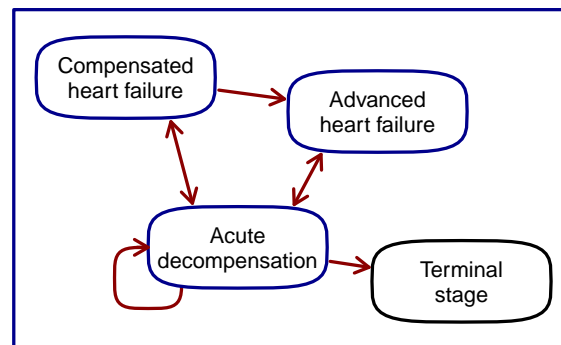 Compensated
heart failure
Advanced
heart failure
Acute
decompensation
Terminal
stage